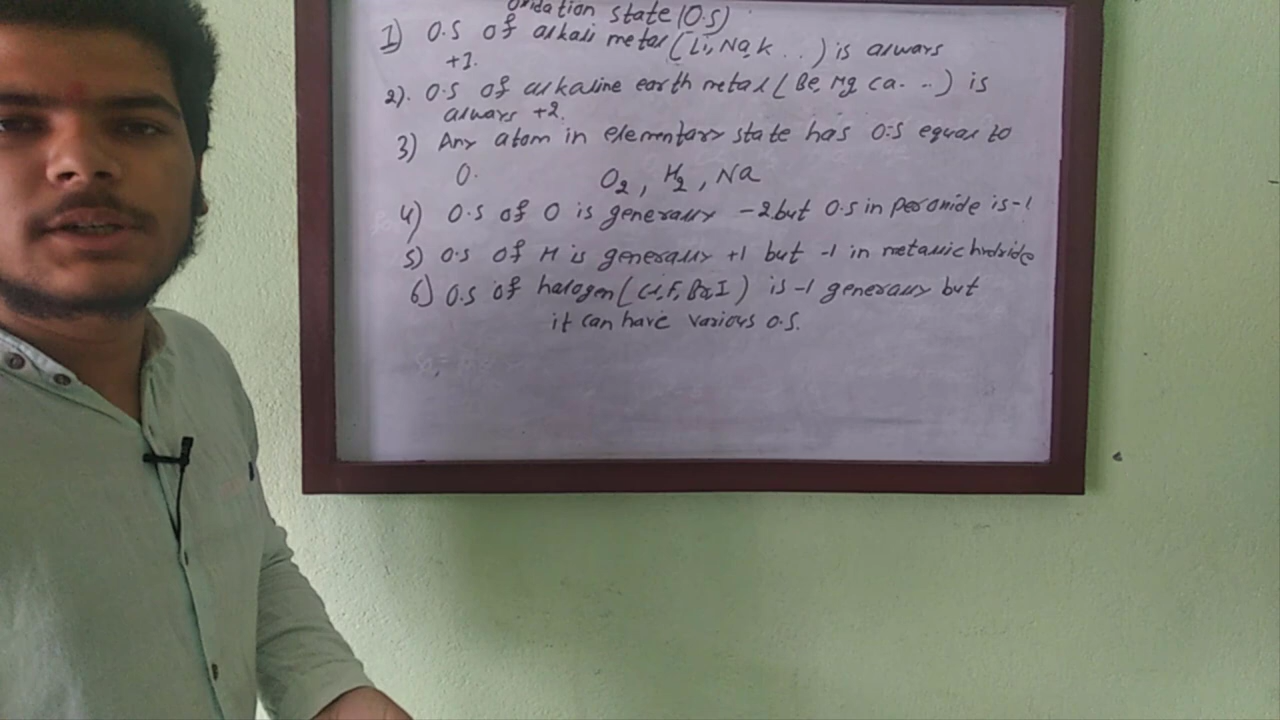 Oxidation state (O.S)
1) O.S of alkali metal (Li, Na, K . . ) is always
+1.
2). O.S of alkaline earth metal ( Be, Mg Ca. .. ) is
always +2.
3) Any atom in elementary state has O.S equal to
0. O2 , H2 , Na
4) O.S of O is generally -2 but O.S in peroxide is -1
5) O.S of H is generally +1 but -1 in metallic hydride
6) O.S of halogen ( Cl, F, Br, I ) is -1 generally but
it can have various O.S.